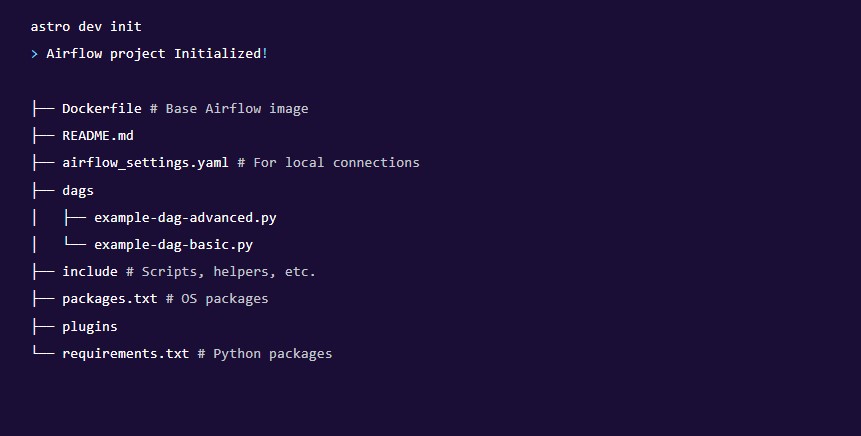 astro dev init
> Airflow project Initialized!
├── Dockerfile # Base Airflow image
├── README.md
├── airflow_settings.yaml # For local connections
├── dags
│   ├── example-dag-advanced.py
│   └── example-dag-basic.py
├── include # Scripts, helpers, etc.
├── packages.txt # OS packages
├── plugins
└── requirements.txt # Python packages